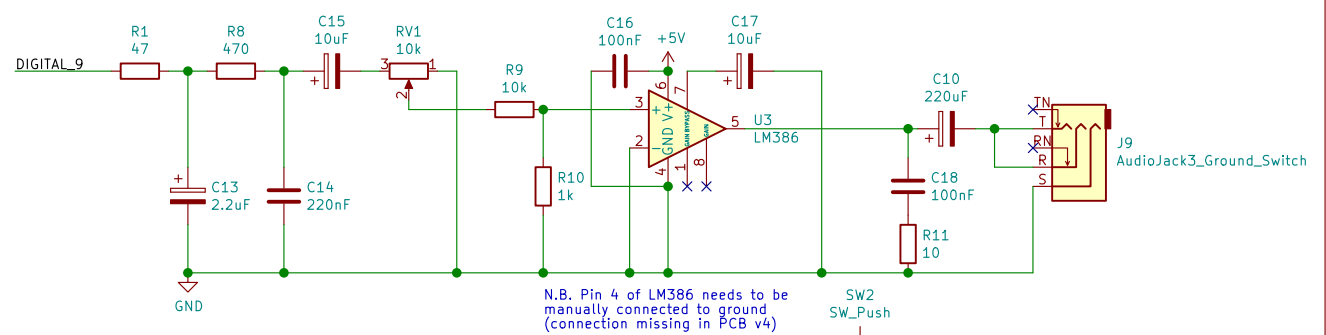 DIGITAL_9
R1
47
R8
470
C15
10uF
RV1
10k
3
1
2
C13
2.2uF
C14
220nF
GND
R9
10k
R10
1k
C16
100nF
+5V
C17
10uF
6
7
3
2
5
4
1
8
+
V+
GND
BYPASS
GAIN
GAIN
U3
LM386
C10
220uF
C18
100nF
R11
10
TN
T
RN
R
S
J9
AudioJack3_Ground_Switch
N.B. Pin 4 of LM386 needs to be
manually connected to ground
(connection missing in PCB v4)
SW2
SW_Push